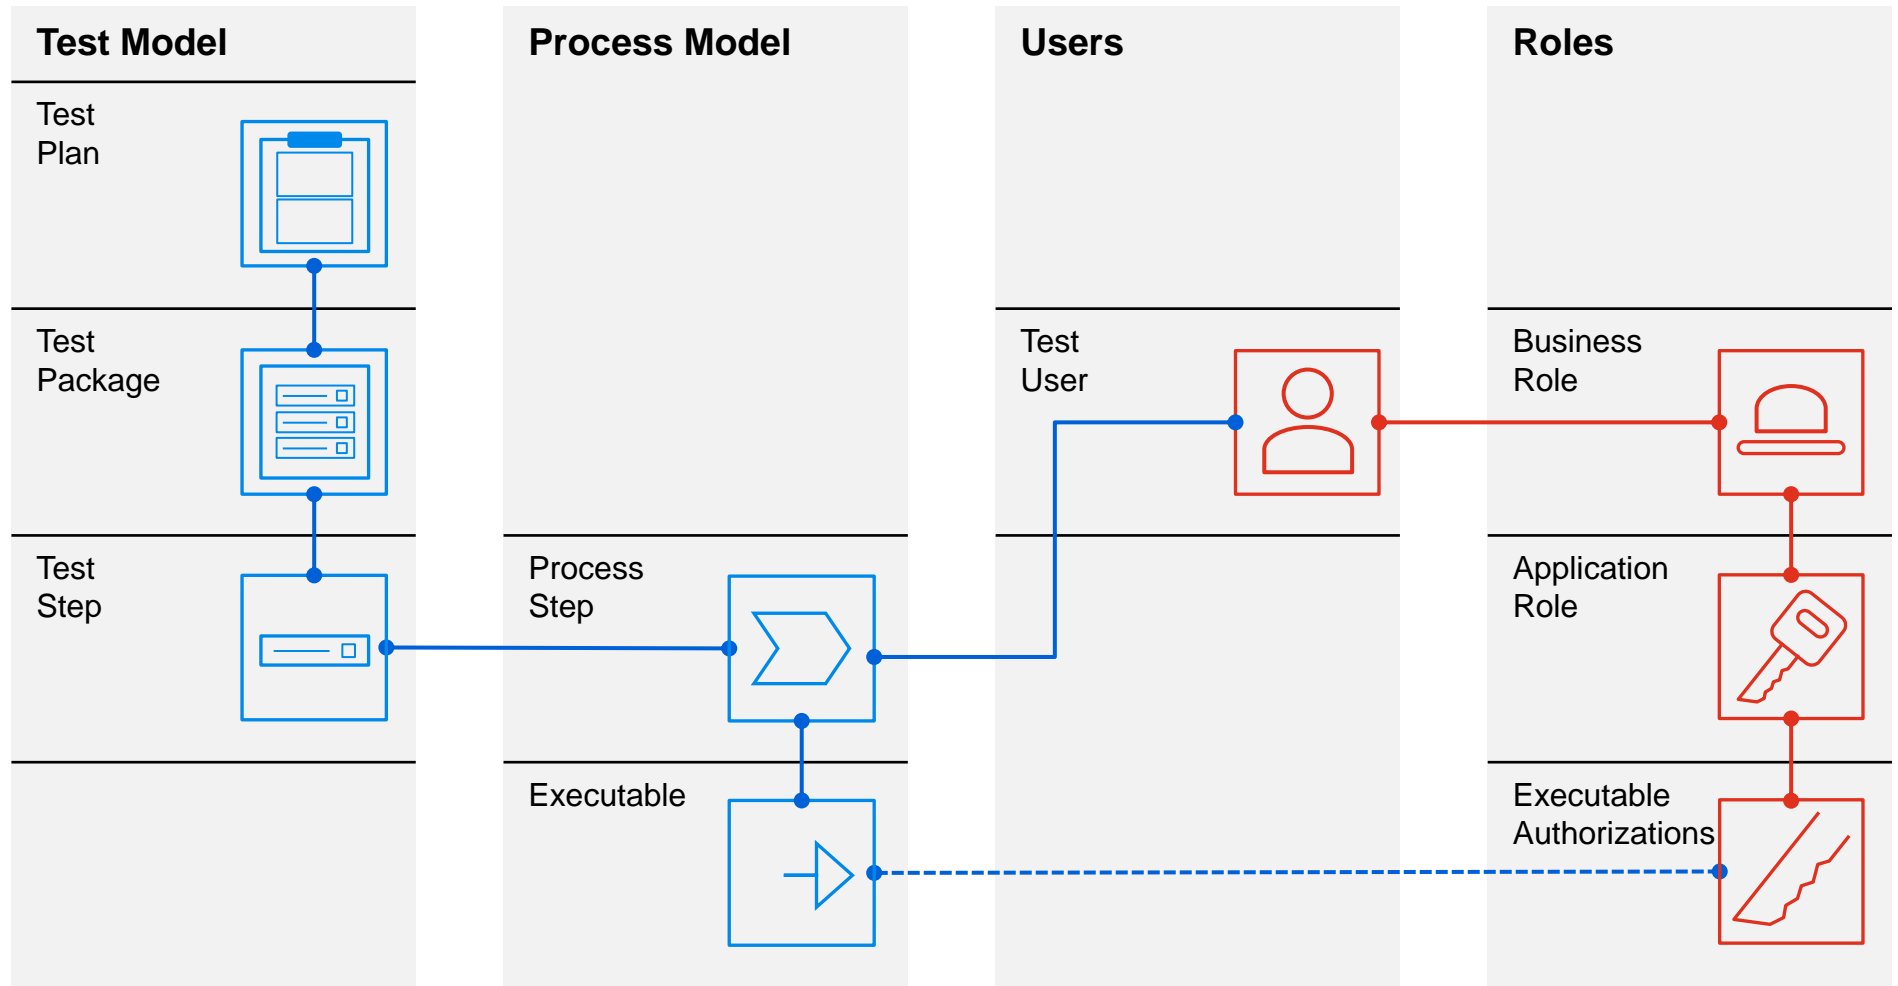 Test Model
Test
Plan
Test
Package
Test
Step
Process Model
Process
Step
Executable
Users
Test
User
Roles
Business
Role
Application
Role
Executable
Authorizations